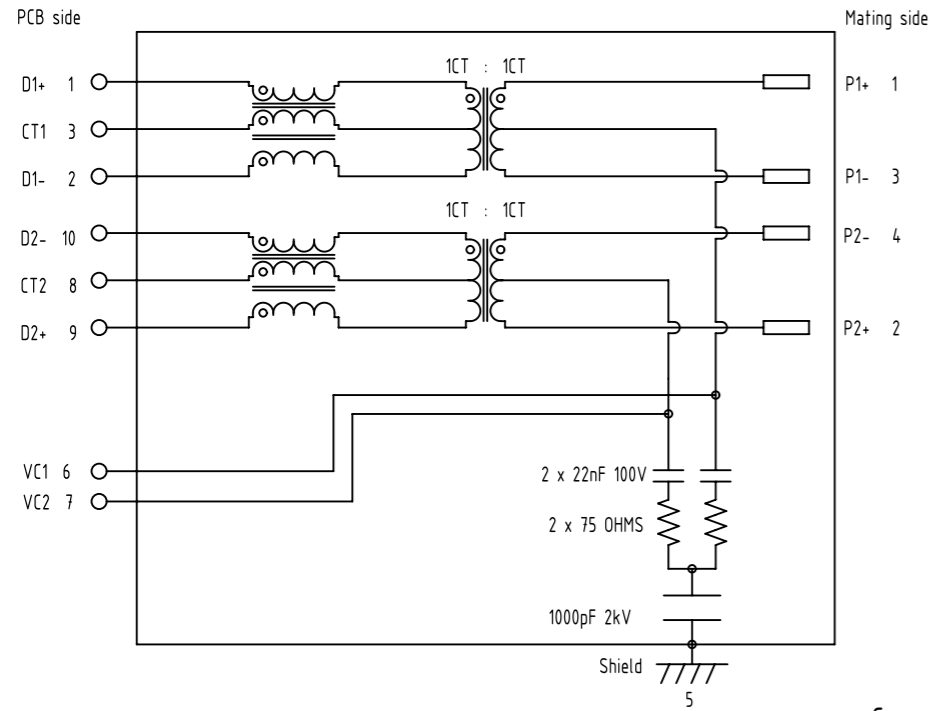 PCB side
Mating side
1CT : 1CT
D1+ 1
P1+ 1
CT1 3
D1- 2
P1- 3
1CT : 1CT
D2- 10
P2- 4
CT2 8
D2+ 9
P2+ 2
VC1 6
VC2 7
2 x 22nF 100V
2 x 75 OHMS
1000pF 2kV
Shield
5